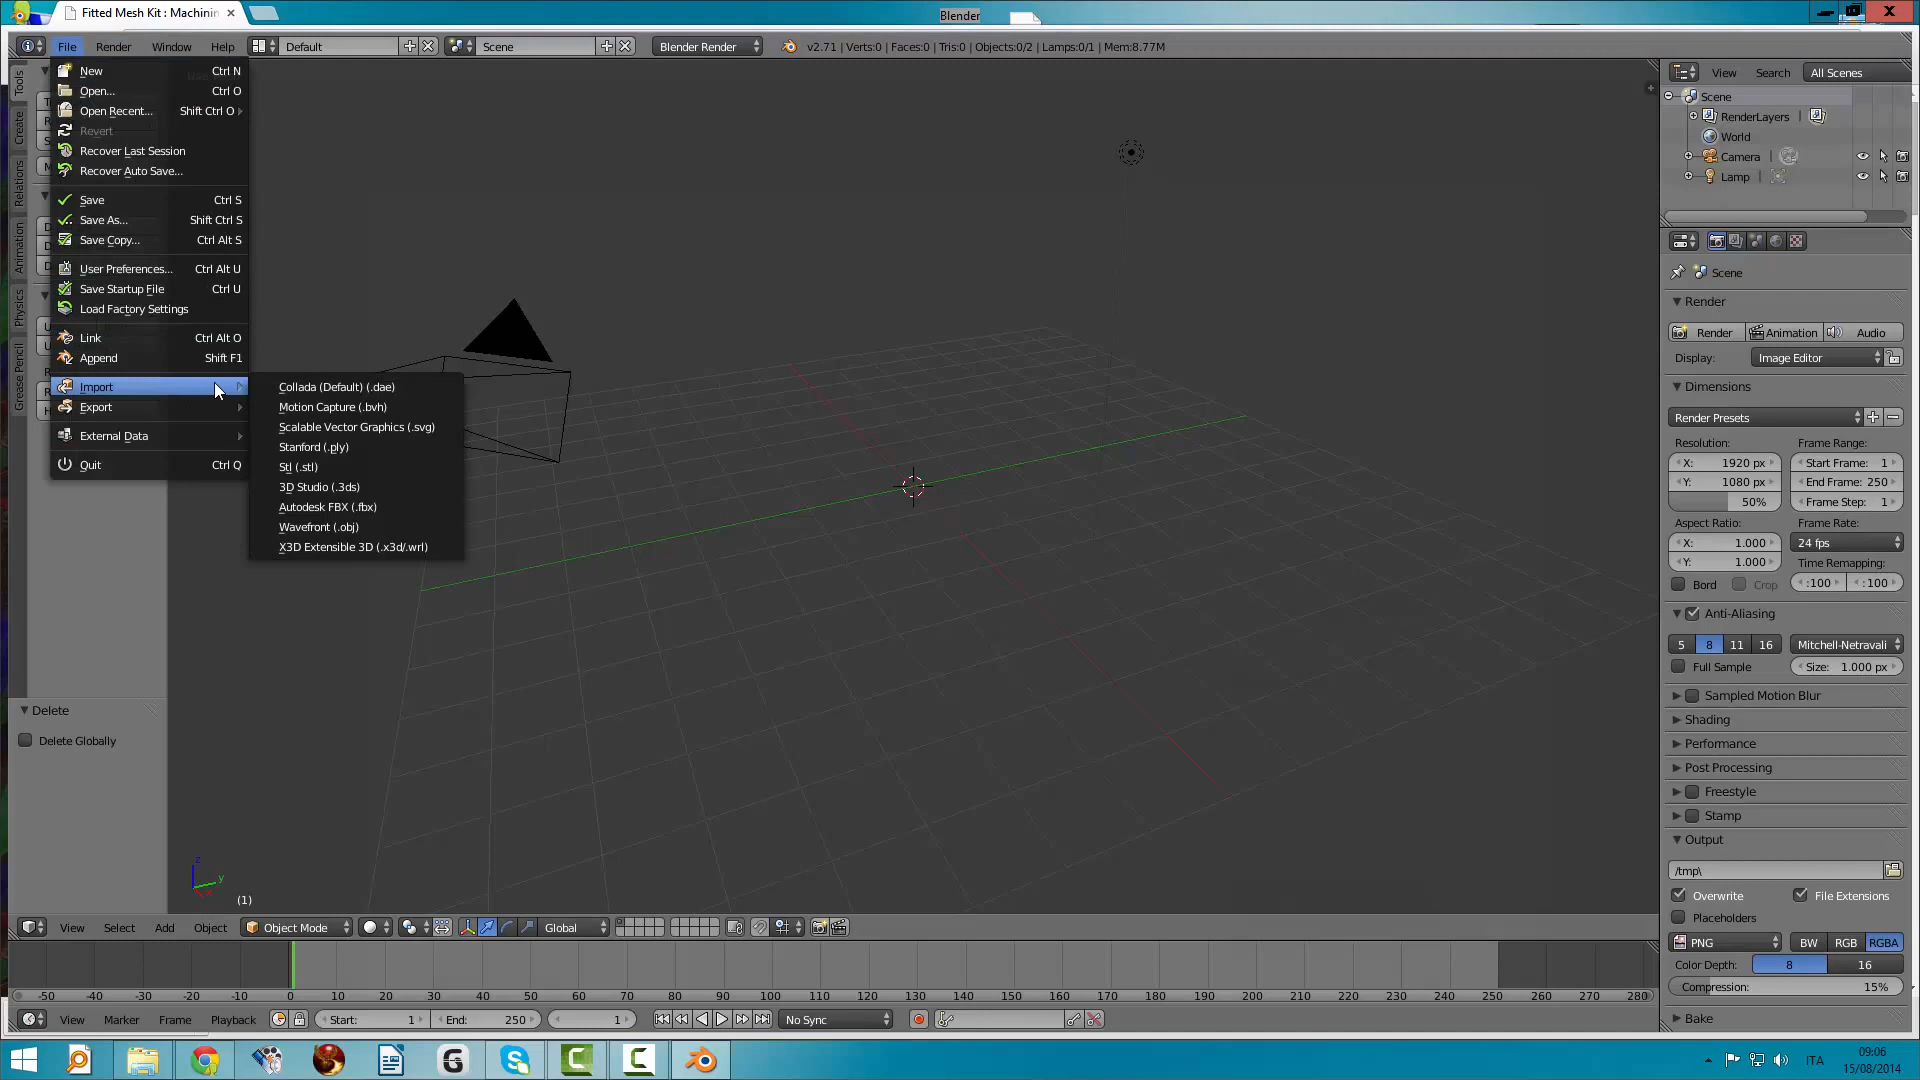 Fitted Mesh Kit : Machinin
Blender
File Render Window Help Default Scene Blender Render v2.71 | Verts:0 | Faces:0 | Tris:0 | Objects:0/2 | Lamps:0/1 | Mem:8.77M
New Ctrl N
Open... Ctrl O
Open Recent... Shift Ctrl O
Revert
Recover Last Session
Recover Auto Save...
Save Ctrl S
Save As... Shift Ctrl S
Save Copy... Ctrl Alt S
User Preferences... Ctrl Alt U
Save Startup File Ctrl U
Load Factory Settings
Link Ctrl Alt O
Append Shift F1
Import
Export
External Data
Quit Ctrl Q
Collada (Default) (.dae)
Motion Capture (.bvh)
Scalable Vector Graphics (.svg)
Stanford (.ply)
Stl (.stl)
3D Studio (.3ds)
Autodesk FBX (.fbx)
Wavefront (.obj)
X3D Extensible 3D (.x3d/.wrl)
Tools
Create
Relations
Animation
Physics
Grease Pencil
Delete
Delete Globally
z
y
(1)
View Search All Scenes
Scene
RenderLayers
World
Camera
Lamp
Scene
Render
Render Animation Audio
Display: Image Editor
Dimensions
Render Presets
Resolution: Frame Range:
X: 1920 px Start Frame: 1
Y: 1080 px End Frame: 250
50% Frame Step: 1
Aspect Ratio: Frame Rate:
X: 1.000 24 fps
Y: 1.000 Time Remapping:
Bord Crop :100 :100
Anti-Aliasing
5 8 11 16 Mitchell-Netravali
Full Sample Size: 1.000 px
Sampled Motion Blur
Shading
Performance
Post Processing
Freestyle
Stamp
Output
/tmp\
Overwrite File Extensions
Placeholders
PNG BW RGB RGBA
Color Depth: 8 16
Compression: 15%
Bake
View Select Add Object Object Mode Global
-50 -40 -30 -20 -10 0 10 20 30 40 50 60 70 80 90 100 110 120 130 140 150 160 170 180 190 200 210 220 230 240 250 260 270 280
View Marker Frame Playback Start: 1 End: 250 1 No Sync
ITA
09:06
15/08/2014